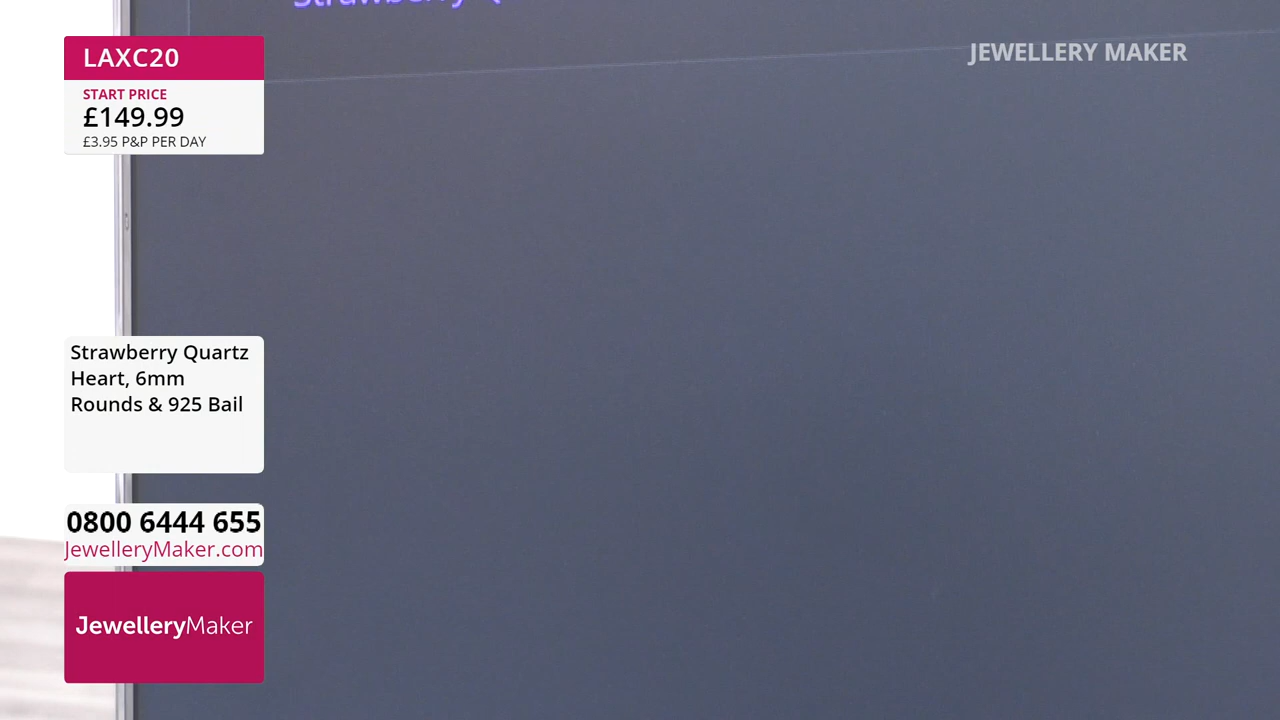 Strawberry
JEWELLERY MAKER
LAXC20
START PRICE
£149.99
£3.95 P&P PER DAY
Strawberry Quartz
Heart, 6mm
Rounds & 925 Bail
0800 6444 655
JewelleryMaker.com
JewelleryMaker